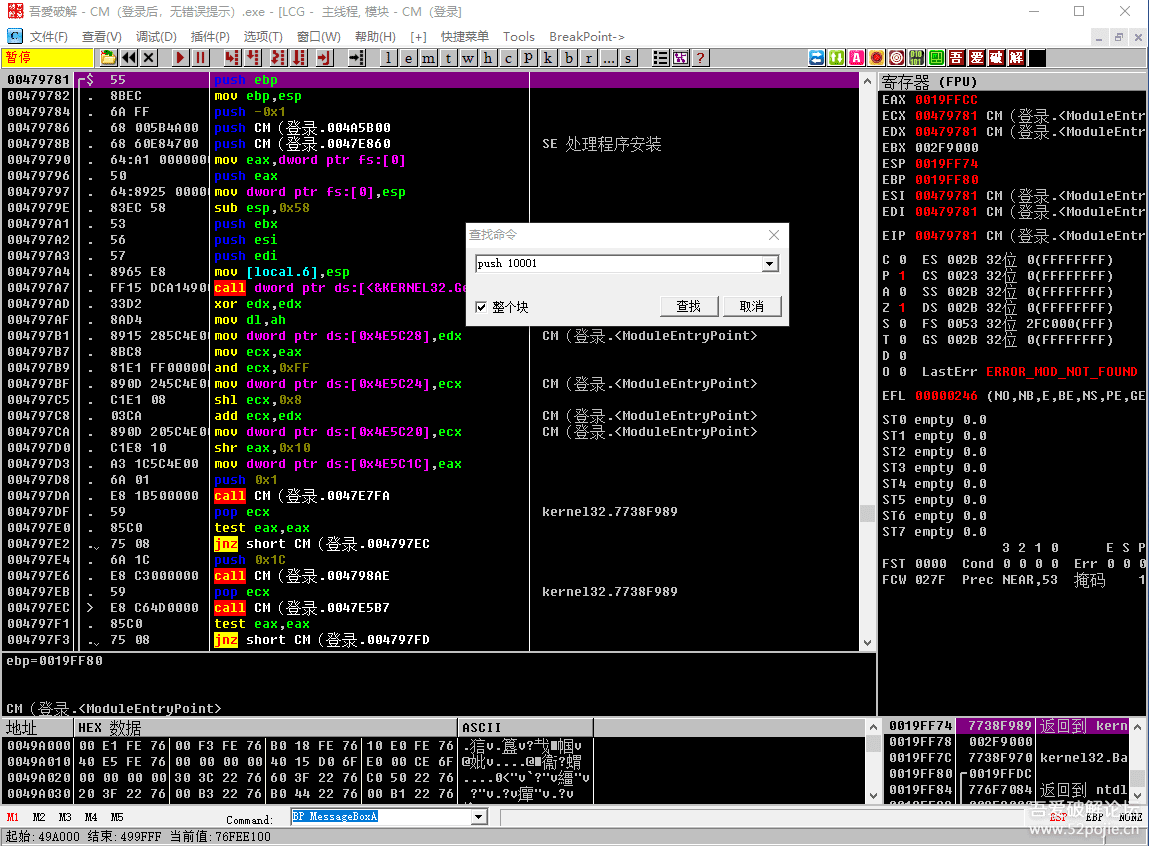 吾爱破解 - CM（登录后，无错误提示）.exe - [LCG - 主线程, 模块 - CM（登录]
文件(F) 查看(V) 调试(D) 插件(P) 选项(T) 窗口(W) 帮助(H) [+] 快捷菜单 Tools BreakPoint->
暂停 l e m t w h c p k b r ... s ? 吾 爱 破 解
00479781 $ 55 push ebp
00479782 . 8BEC mov ebp,esp
00479784 . 6A FF push -0x1
00479786 . 68 005B4A00 push CM（登录.004A5B00
0047978B . 68 60E84700 push CM（登录.0047E860 SE 处理程序安装
00479790 . 64:A1 000000 mov eax,dword ptr fs:[0]
00479796 . 50 push eax
00479797 . 64:8925 0000 mov dword ptr fs:[0],esp
0047979E . 83EC 58 sub esp,0x58
004797A1 . 53 push ebx
004797A2 . 56 push esi
004797A3 . 57 push edi
004797A4 . 8965 E8 mov [local.6],esp
004797A7 . FF15 DCA14900 call dword ptr ds:[<&KERNEL32.Ge
004797AD . 33D2 xor edx,edx
004797AF . 8AD4 mov dl,ah
004797B1 . 8915 285C4E0 mov dword ptr ds:[0x4E5C28],edx CM（登录.<ModuleEntryPoint>
004797B7 . 8BC8 mov ecx,eax
004797B9 . 81E1 FF00000 and ecx,0xFF
004797BF . 890D 245C4E0 mov dword ptr ds:[0x4E5C24],ecx CM（登录.<ModuleEntryPoint>
004797C5 . C1E1 08 shl ecx,0x8
004797C8 . 03CA add ecx,edx CM（登录.<ModuleEntryPoint>
004797CA . 890D 205C4E0 mov dword ptr ds:[0x4E5C20],ecx CM（登录.<ModuleEntryPoint>
004797D0 . C1E8 10 shr eax,0x10
004797D3 . A3 1C5C4E00 mov dword ptr ds:[0x4E5C1C],eax
004797D8 . 6A 01 push 0x1
004797DA . E8 1B500000 call CM（登录.0047E7FA
004797DF . 59 pop ecx kernel32.7738F989
004797E0 . 85C0 test eax,eax
004797E2 . 75 08 jnz short CM（登录.004797EC
004797E4 . 6A 1C push 0x1C
004797E6 . E8 C3000000 call CM（登录.004798AE
004797EB . 59 pop ecx kernel32.7738F989
004797EC > E8 C64D0000 call CM（登录.0047E5B7
004797F1 . 85C0 test eax,eax
004797F3 . 75 08 jnz short CM（登录.004797FD
查找命令
push 10001
整个块 查找 取消
寄存器 (FPU)
EAX 0019FFCC
ECX 00479781 CM（登录.<ModuleEntr
EDX 00479781 CM（登录.<ModuleEntr
EBX 002F9000
ESP 0019FF74
EBP 0019FF80
ESI 00479781 CM（登录.<ModuleEntr
EDI 00479781 CM（登录.<ModuleEntr
EIP 00479781 CM（登录.<ModuleEntr
C 0 ES 002B 32位 0(FFFFFFFF)
P 1 CS 0023 32位 0(FFFFFFFF)
A 0 SS 002B 32位 0(FFFFFFFF)
Z 1 DS 002B 32位 0(FFFFFFFF)
S 0 FS 0053 32位 2FC000(FFF)
T 0 GS 002B 32位 0(FFFFFFFF)
D 0
O 0 LastErr ERROR_MOD_NOT_FOUND
EFL 00000246 (NO,NB,E,BE,NS,PE,GE
ST0 empty 0.0
ST1 empty 0.0
ST2 empty 0.0
ST3 empty 0.0
ST4 empty 0.0
ST5 empty 0.0
ST6 empty 0.0
ST7 empty 0.0
3 2 1 0 E S P
FST 0000 Cond 0 0 0 0 Err 0 0 0
FCW 027F Prec NEAR,53 掩码 1
ebp=0019FF80
CM（登录.<ModuleEntryPoint>
地址 HEX 数据 ASCII
0049A000 00 E1 FE 76 00 F3 FE 76 B0 18 FE 76 10 E0 FE 76
0049A010 40 E5 FE 76 00 00 00 00 40 15 D0 6F E0 00 CE 6F
0049A020 00 00 00 00 30 3C 22 76 60 3F 22 76 C0 50 22 76
0049A030 20 3F 22 76 00 B3 22 76 B0 44 22 76 00 B1 22 76
0019FF74 7738F989 返回到 kern
0019FF78 002F9000
0019FF7C 7738F970 kernel32.Ba
0019FF80 0019FFDC
0019FF84 776F7084 返回到 ntdl
M1 M2 M3 M4 M5 Command: BP MessageBoxA ESP EBP NONE
起始: 49A000 结束: 499FFF 当前值: 76FEE100
吾爱破解论坛
www.52pojie.cn